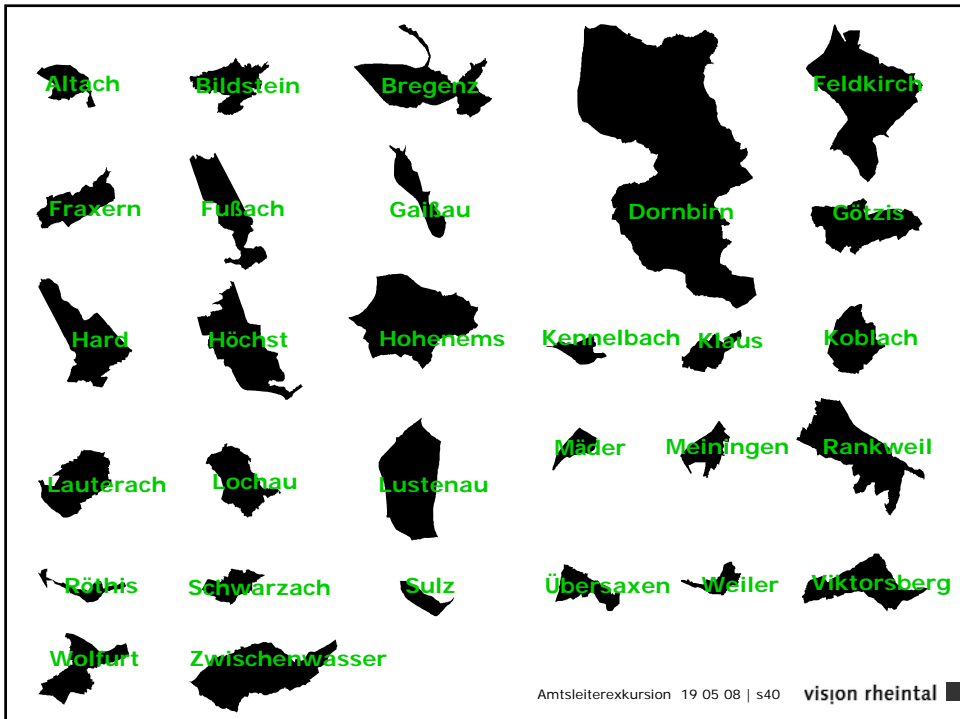 Altach
Bildstein
Bregenz
Feldkirch
Fraxern
Fußach
Gaißau
Dornbirn
Götzis
Hard
Höchst
Hohenems
Kennelbach
Klaus
Koblach
Lauterach
Lochau
Lustenau
Mäder
Meiningen
Rankweil
Röthis
Schwarzach
Sulz
Übersaxen
Weiler
Viktorsberg
Wolfurt
Zwischenwasser
Amtsleiterexkursion 19 05 08 | s40
vision rheintal